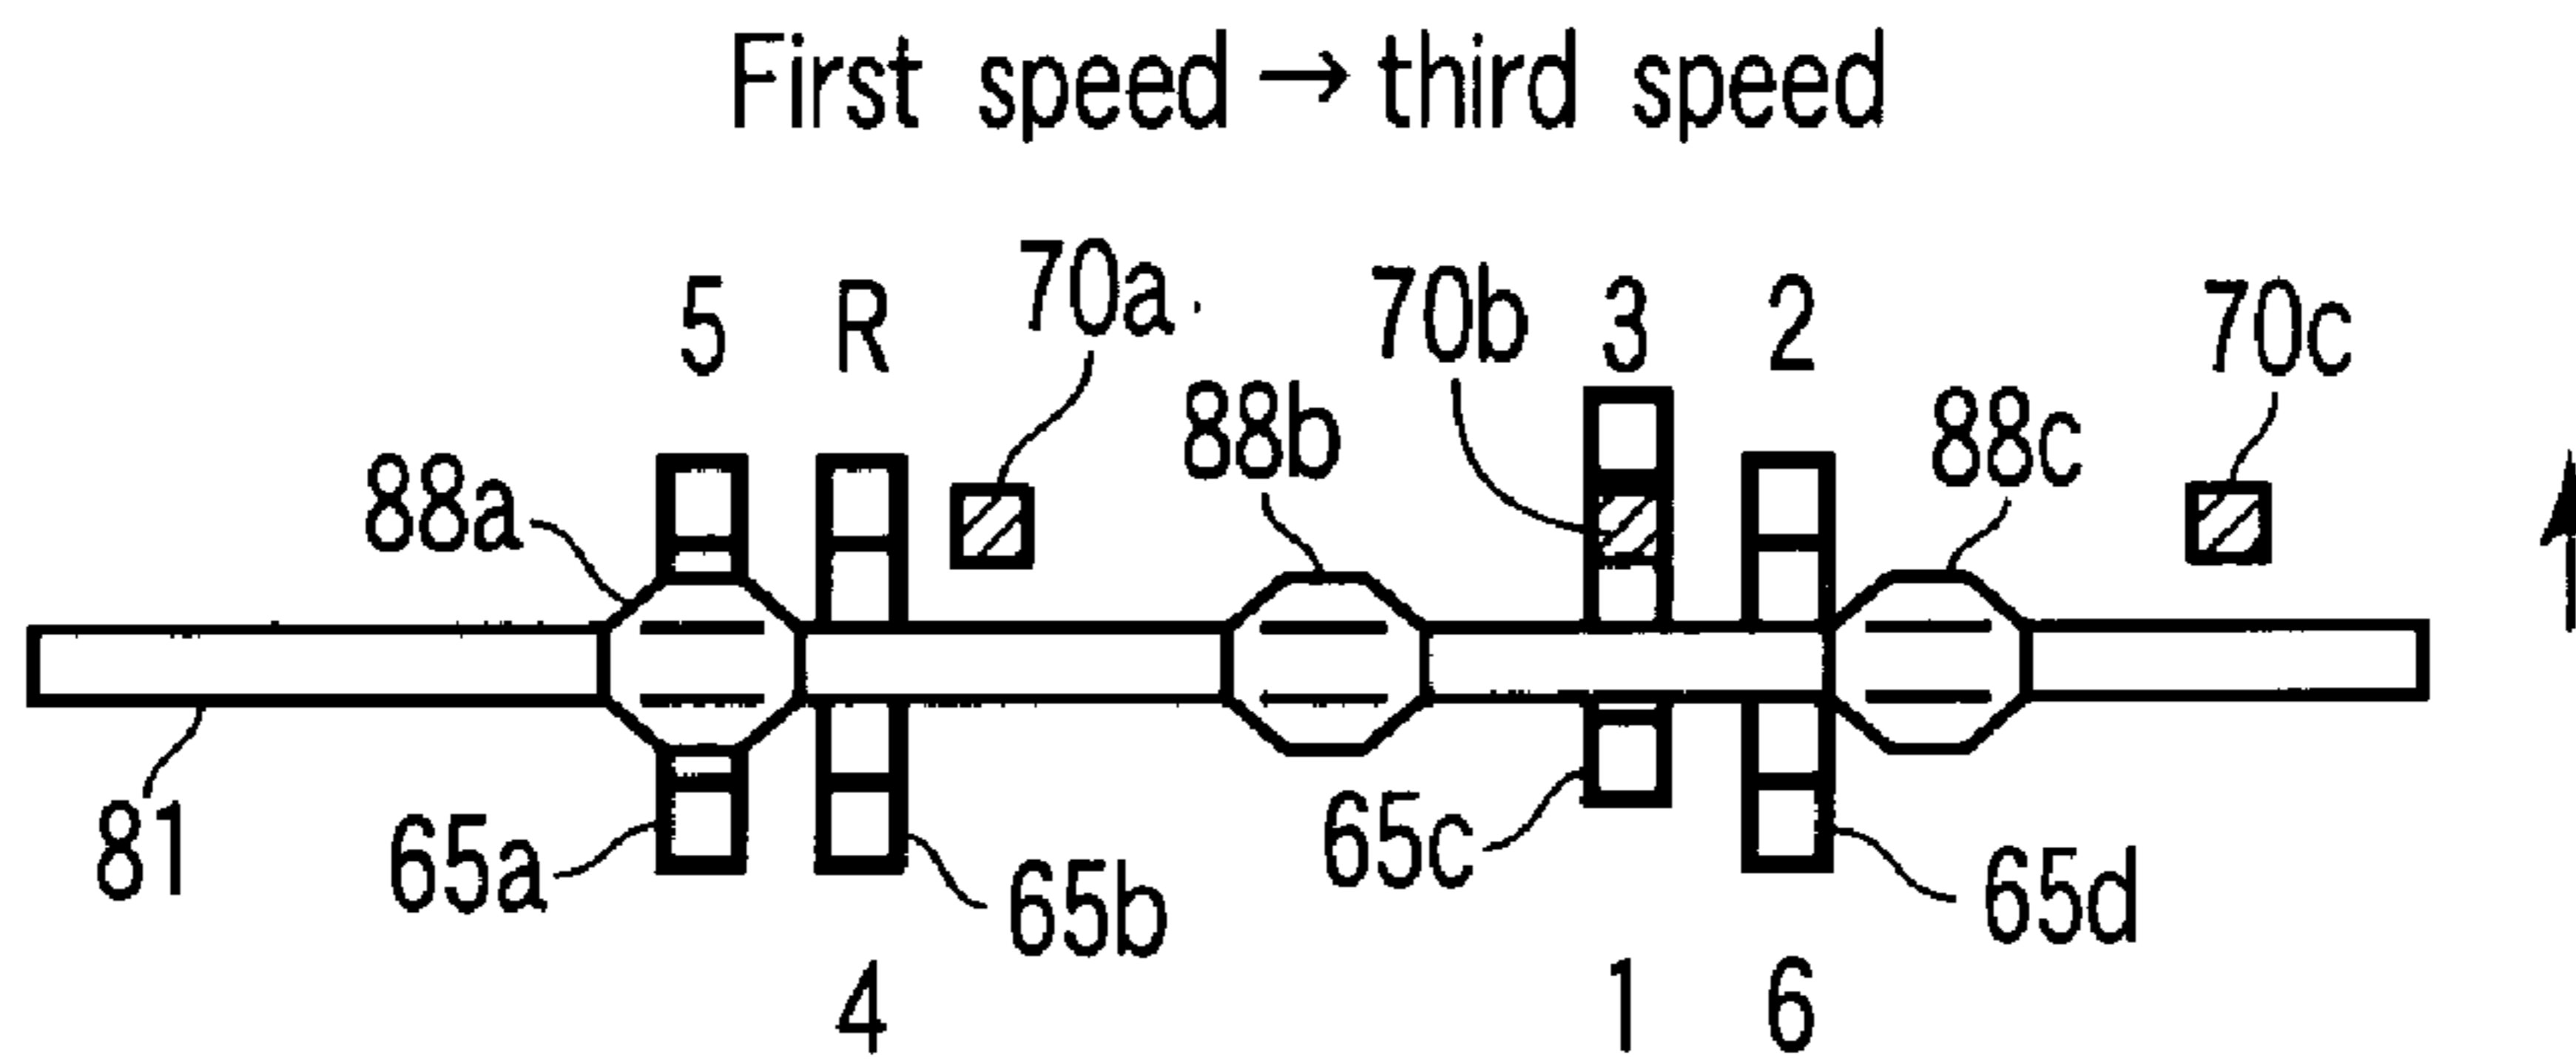 First speed → third speed
5 R 70a 70b 3 2 70c
88a 88b 88c
81 65a 65b 65c 65d
4 1 6